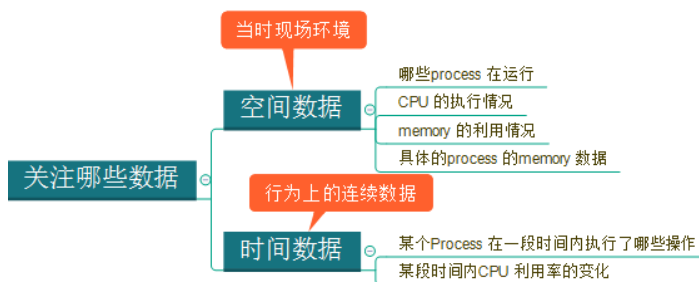 当时现场环境
哪些process 在运行
空间数据
CPU 的执行情况
memory 的利用情况
具体的process 的memory 数据
关注哪些数据
行为上的连续数据
时间数据
某个Process 在一段时间内执行了哪些操作
某段时间内CPU 利用率的变化